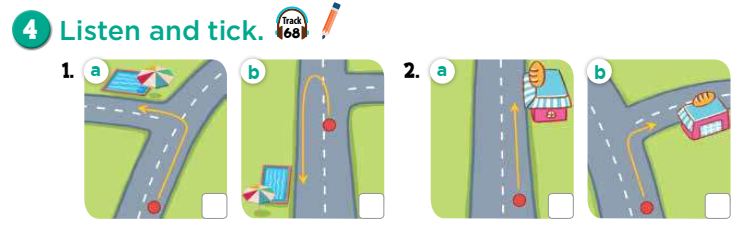 4 Listen and tick. Track 68
1. a b 2. a b